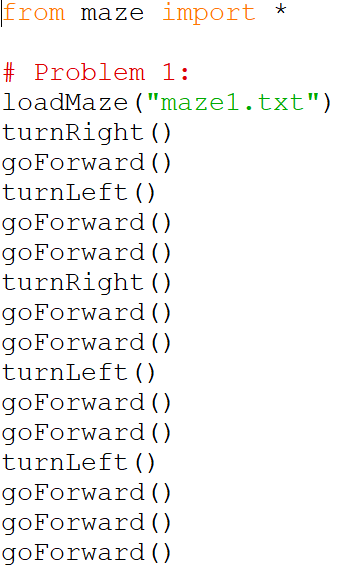 from maze import *
# Problem 1:
loadMaze("maze1.txt")
turnRight()
goForward()
turnLeft()
goForward()
goForward()
turnRight()
goForward()
goForward()
turnLeft()
goForward()
goForward()
turnLeft()
goForward()
goForward()
goForward()